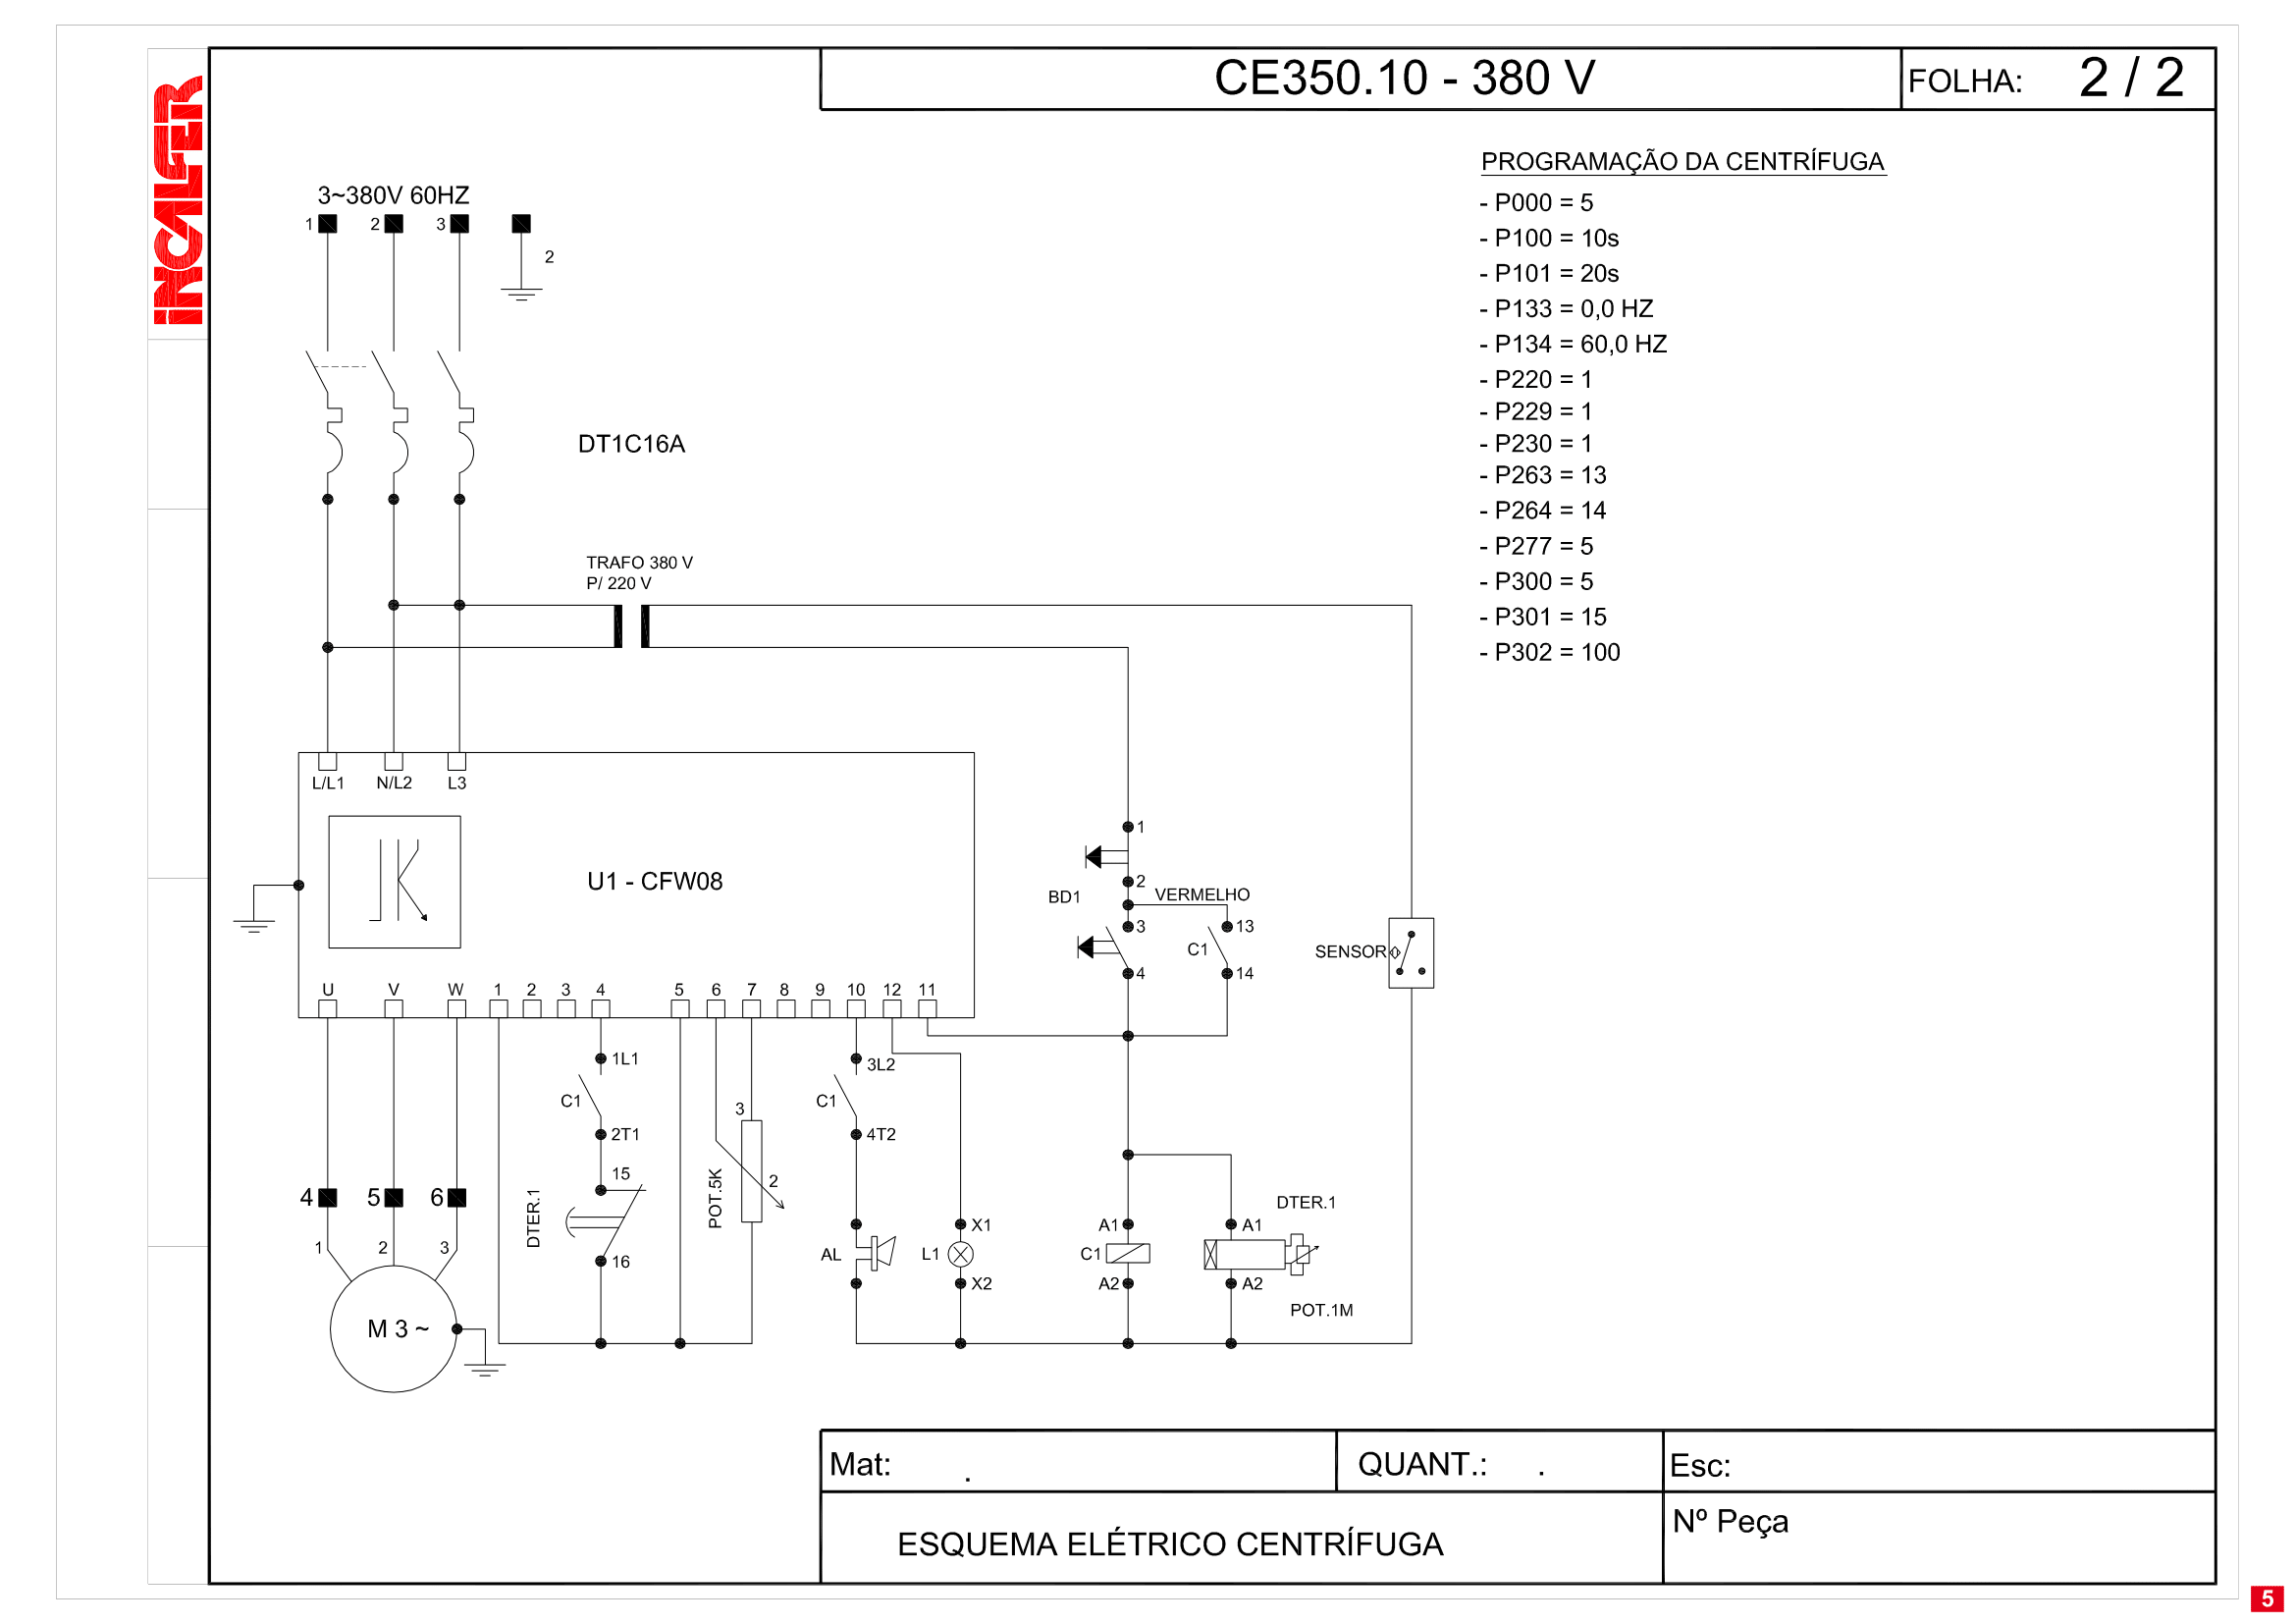 CE350.10 - 380 V
FOLHA: 2 / 2
INCALFER
PROGRAMAÇÃO DA CENTRÍFUGA
- P000 = 5
- P100 = 10s
- P101 = 20s
- P133 = 0,0 HZ
- P134 = 60,0 HZ
- P220 = 1
- P229 = 1
- P230 = 1
- P263 = 13
- P264 = 14
- P277 = 5
- P300 = 5
- P301 = 15
- P302 = 100
3~380V 60HZ
1 2 3
2
DT1C16A
TRAFO 380 V
P/ 220 V
L/L1 N/L2 L3
U1 - CFW08
1
2
BD1 VERMELHO
3 13
C1
4 14
SENSOR
U V W 1 2 3 4 5 6 7 8 9 10 12 11
1L1 3L2
C1 C1
2T1 4T2
3
15
2
POT.5K
DTER.1
16
4 5 6
1 2 3
M 3 ~
AL
X1
L1
X2
A1
C1
A2
DTER.1
A1
A2
POT.1M
Mat: .
QUANT.: .
Esc:
ESQUEMA ELÉTRICO CENTRÍFUGA
Nº Peça
5